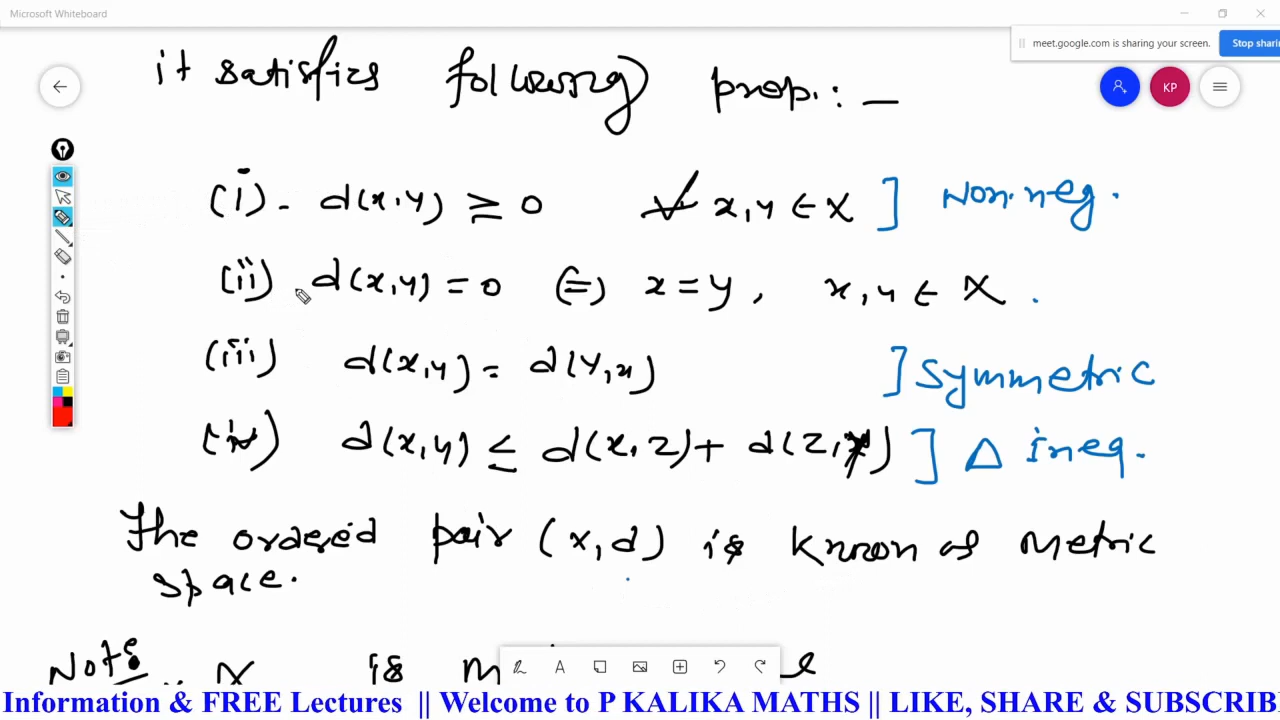 Microsoft Whiteboard
meet.google.com is sharing your screen. Stop sharing
it satisfies following prop.: —
KP
(i) - d(x,y) ≥ 0 ∀ x,y ∈ X ] Non-neg.
(ii) d(x,y) = 0 (=) x = y, x,y ∈ X.
(iii) d(x,y) = d(y,x) ] Symmetric
(iv) d(x,y) ≤ d(x,z) + d(z,y) ] Δ ineq.
The ordered pair (x,d) is known as metric
space.
Note X is
A
Information & FREE Lectures || Welcome to P KALIKA MATHS || LIKE, SHARE & SUBSCRIB